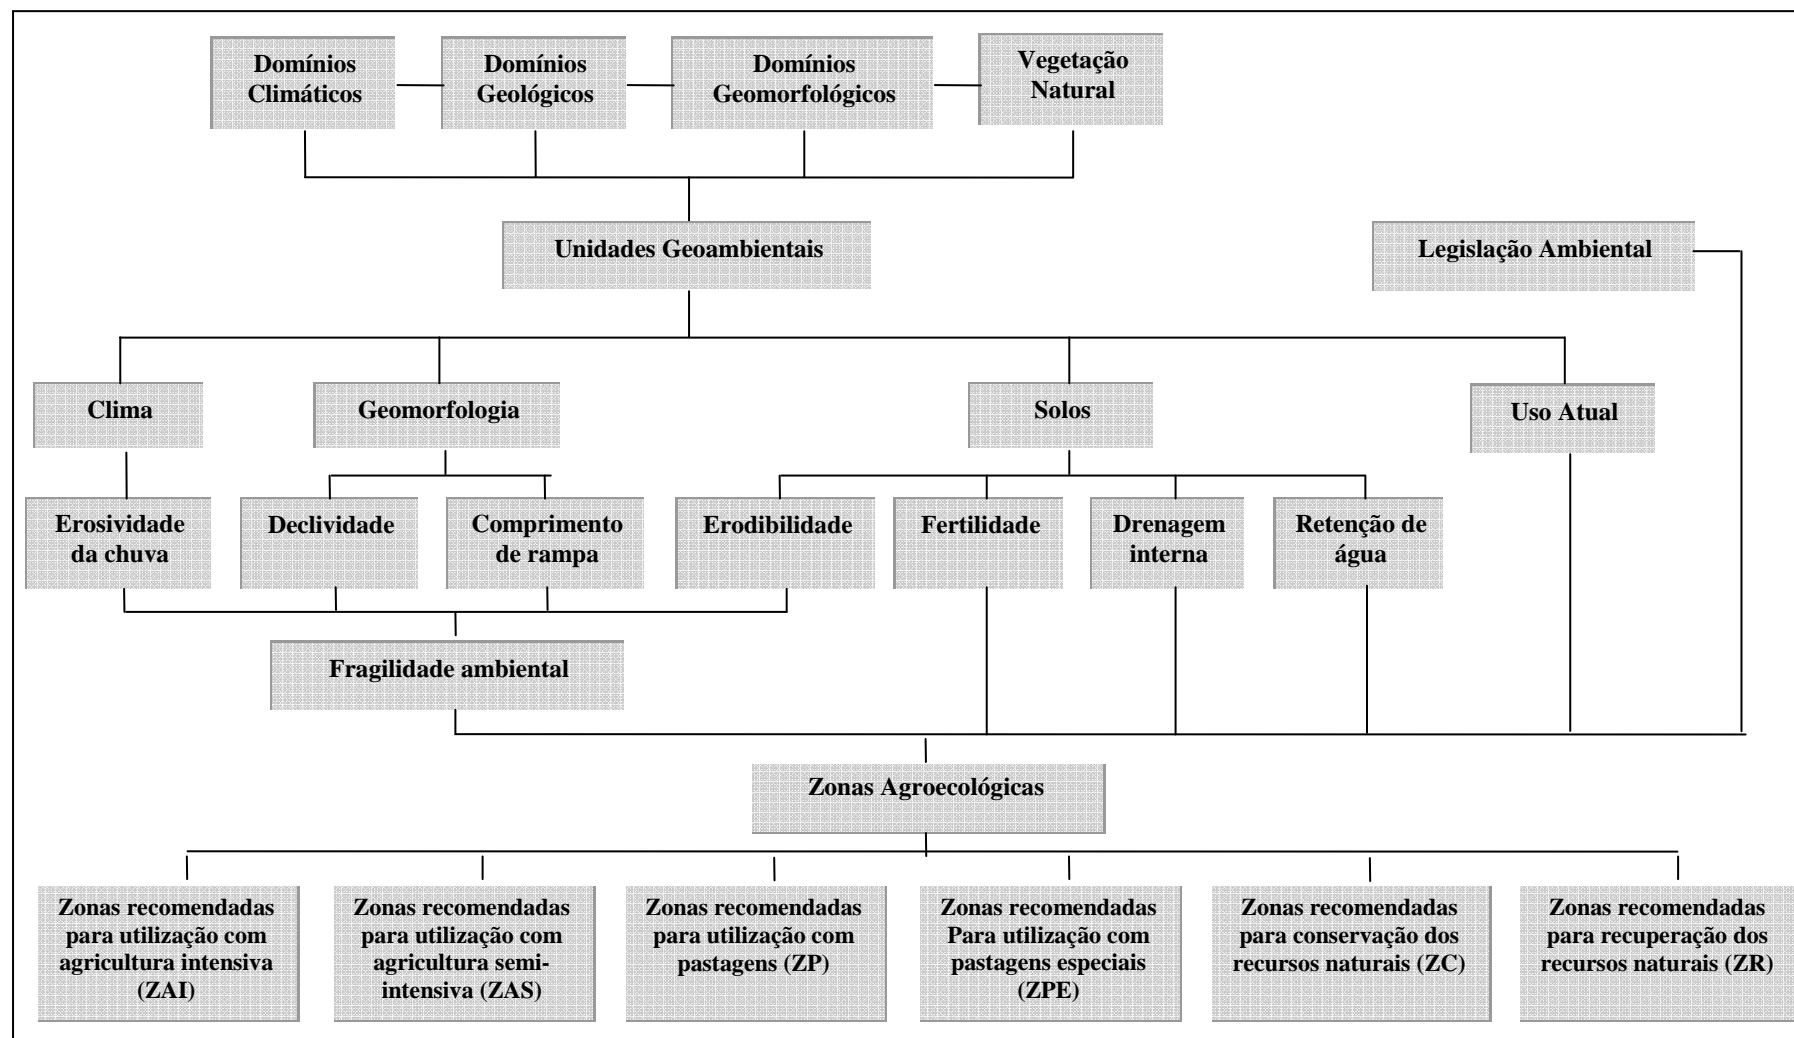 Domínios
Climáticos
Domínios
Geológicos
Domínios
Geomorfológicos
Vegetação
Natural
Unidades Geoambientais
Legislação Ambiental
Clima
Geomorfologia
Solos
Uso Atual
Erosividade
da chuva
Declividade
Comprimento
de rampa
Erodibilidade
Fertilidade
Drenagem
interna
Retenção de
água
Fragilidade ambiental
Zonas Agroecológicas
Zonas recomendadas
para utilização com
agricultura intensiva
(ZAI)
Zonas recomendadas
para utilização com
agricultura semi-
intensiva (ZAS)
Zonas recomendadas
para utilização com
pastagens (ZP)
Zonas recomendadas
Para utilização com
pastagens especiais
(ZPE)
Zonas recomendadas
para conservação dos
recursos naturais (ZC)
Zonas recomendadas
para recuperação dos
recursos naturais (ZR)